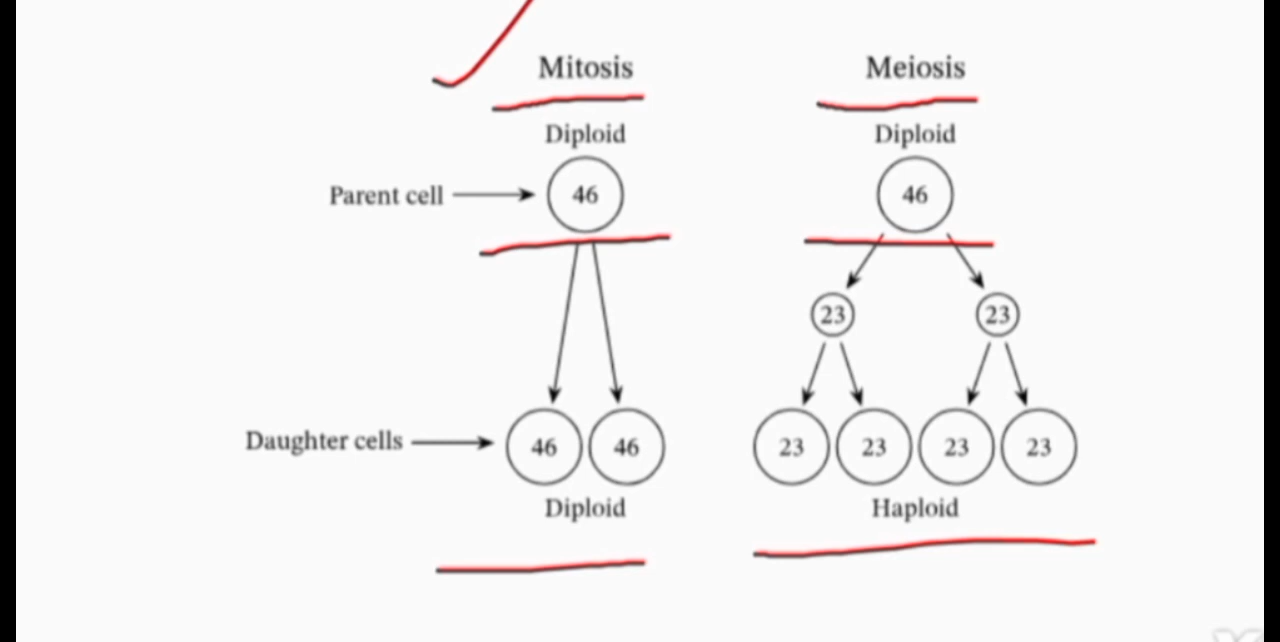 Mitosis Meiosis
Diploid Diploid
Parent cell 46 46
23 23
Daughter cells 46 46 23 23 23 23
Diploid Haploid